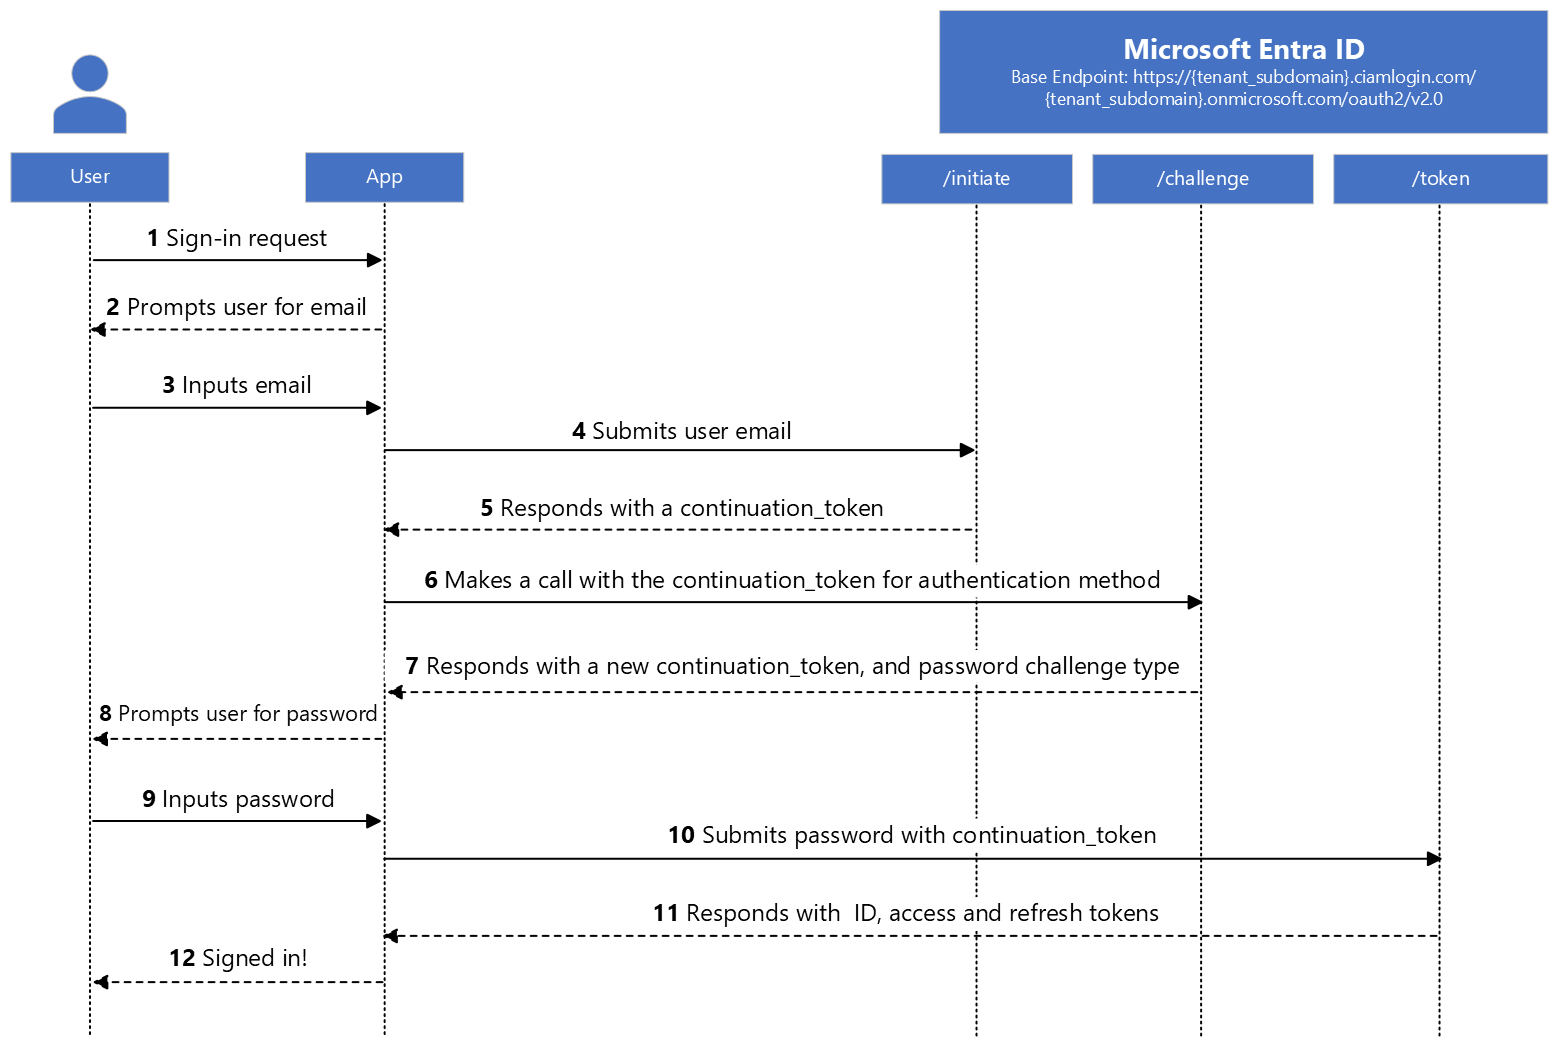 Microsoft Entra ID
Base Endpoint: https://{tenant_subdomain}.ciamlogin.com/
{tenant_subdomain}.onmicrosoft.com/oauth2/v2.0
User
App
/initiate
/challenge
/token
1 Sign-in request
2 Prompts user for email
3 Inputs email
4 Submits user email
5 Responds with a continuation_token
6 Makes a call with the continuation_token for authentication method
7 Responds with a new continuation_token, and password challenge type
8 Prompts user for password
9 Inputs password
10 Submits password with continuation_token
11 Responds with  ID, access and refresh tokens
12 Signed in!